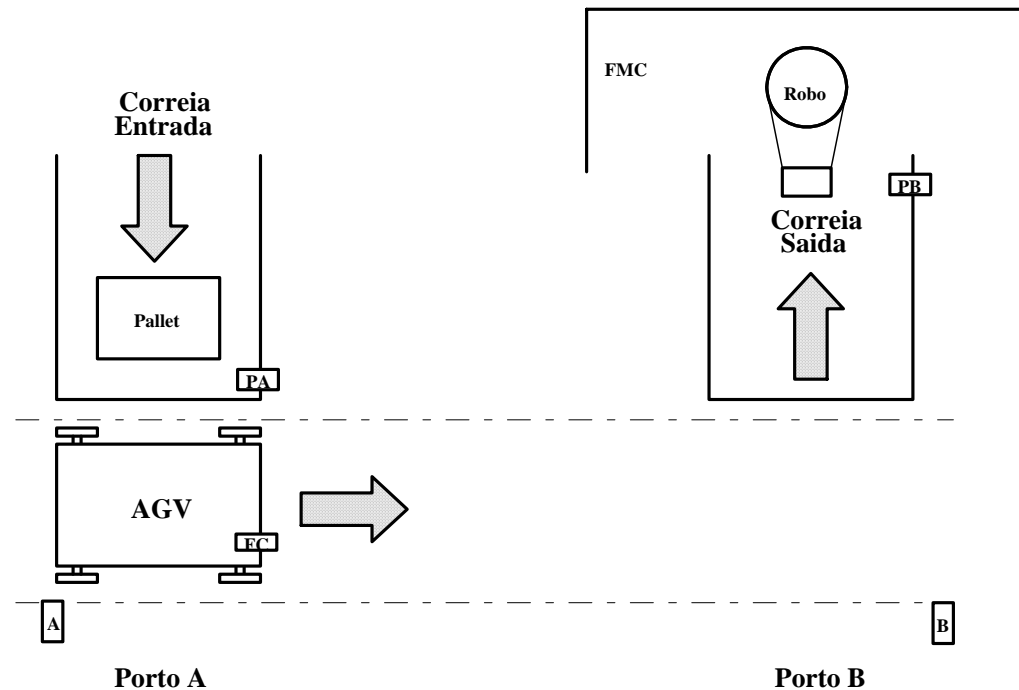 FMC
Robo
Correia
Entrada
PB
Correia
Saida
Pallet
PA
AGV
FC
A
B
Porto A
Porto B